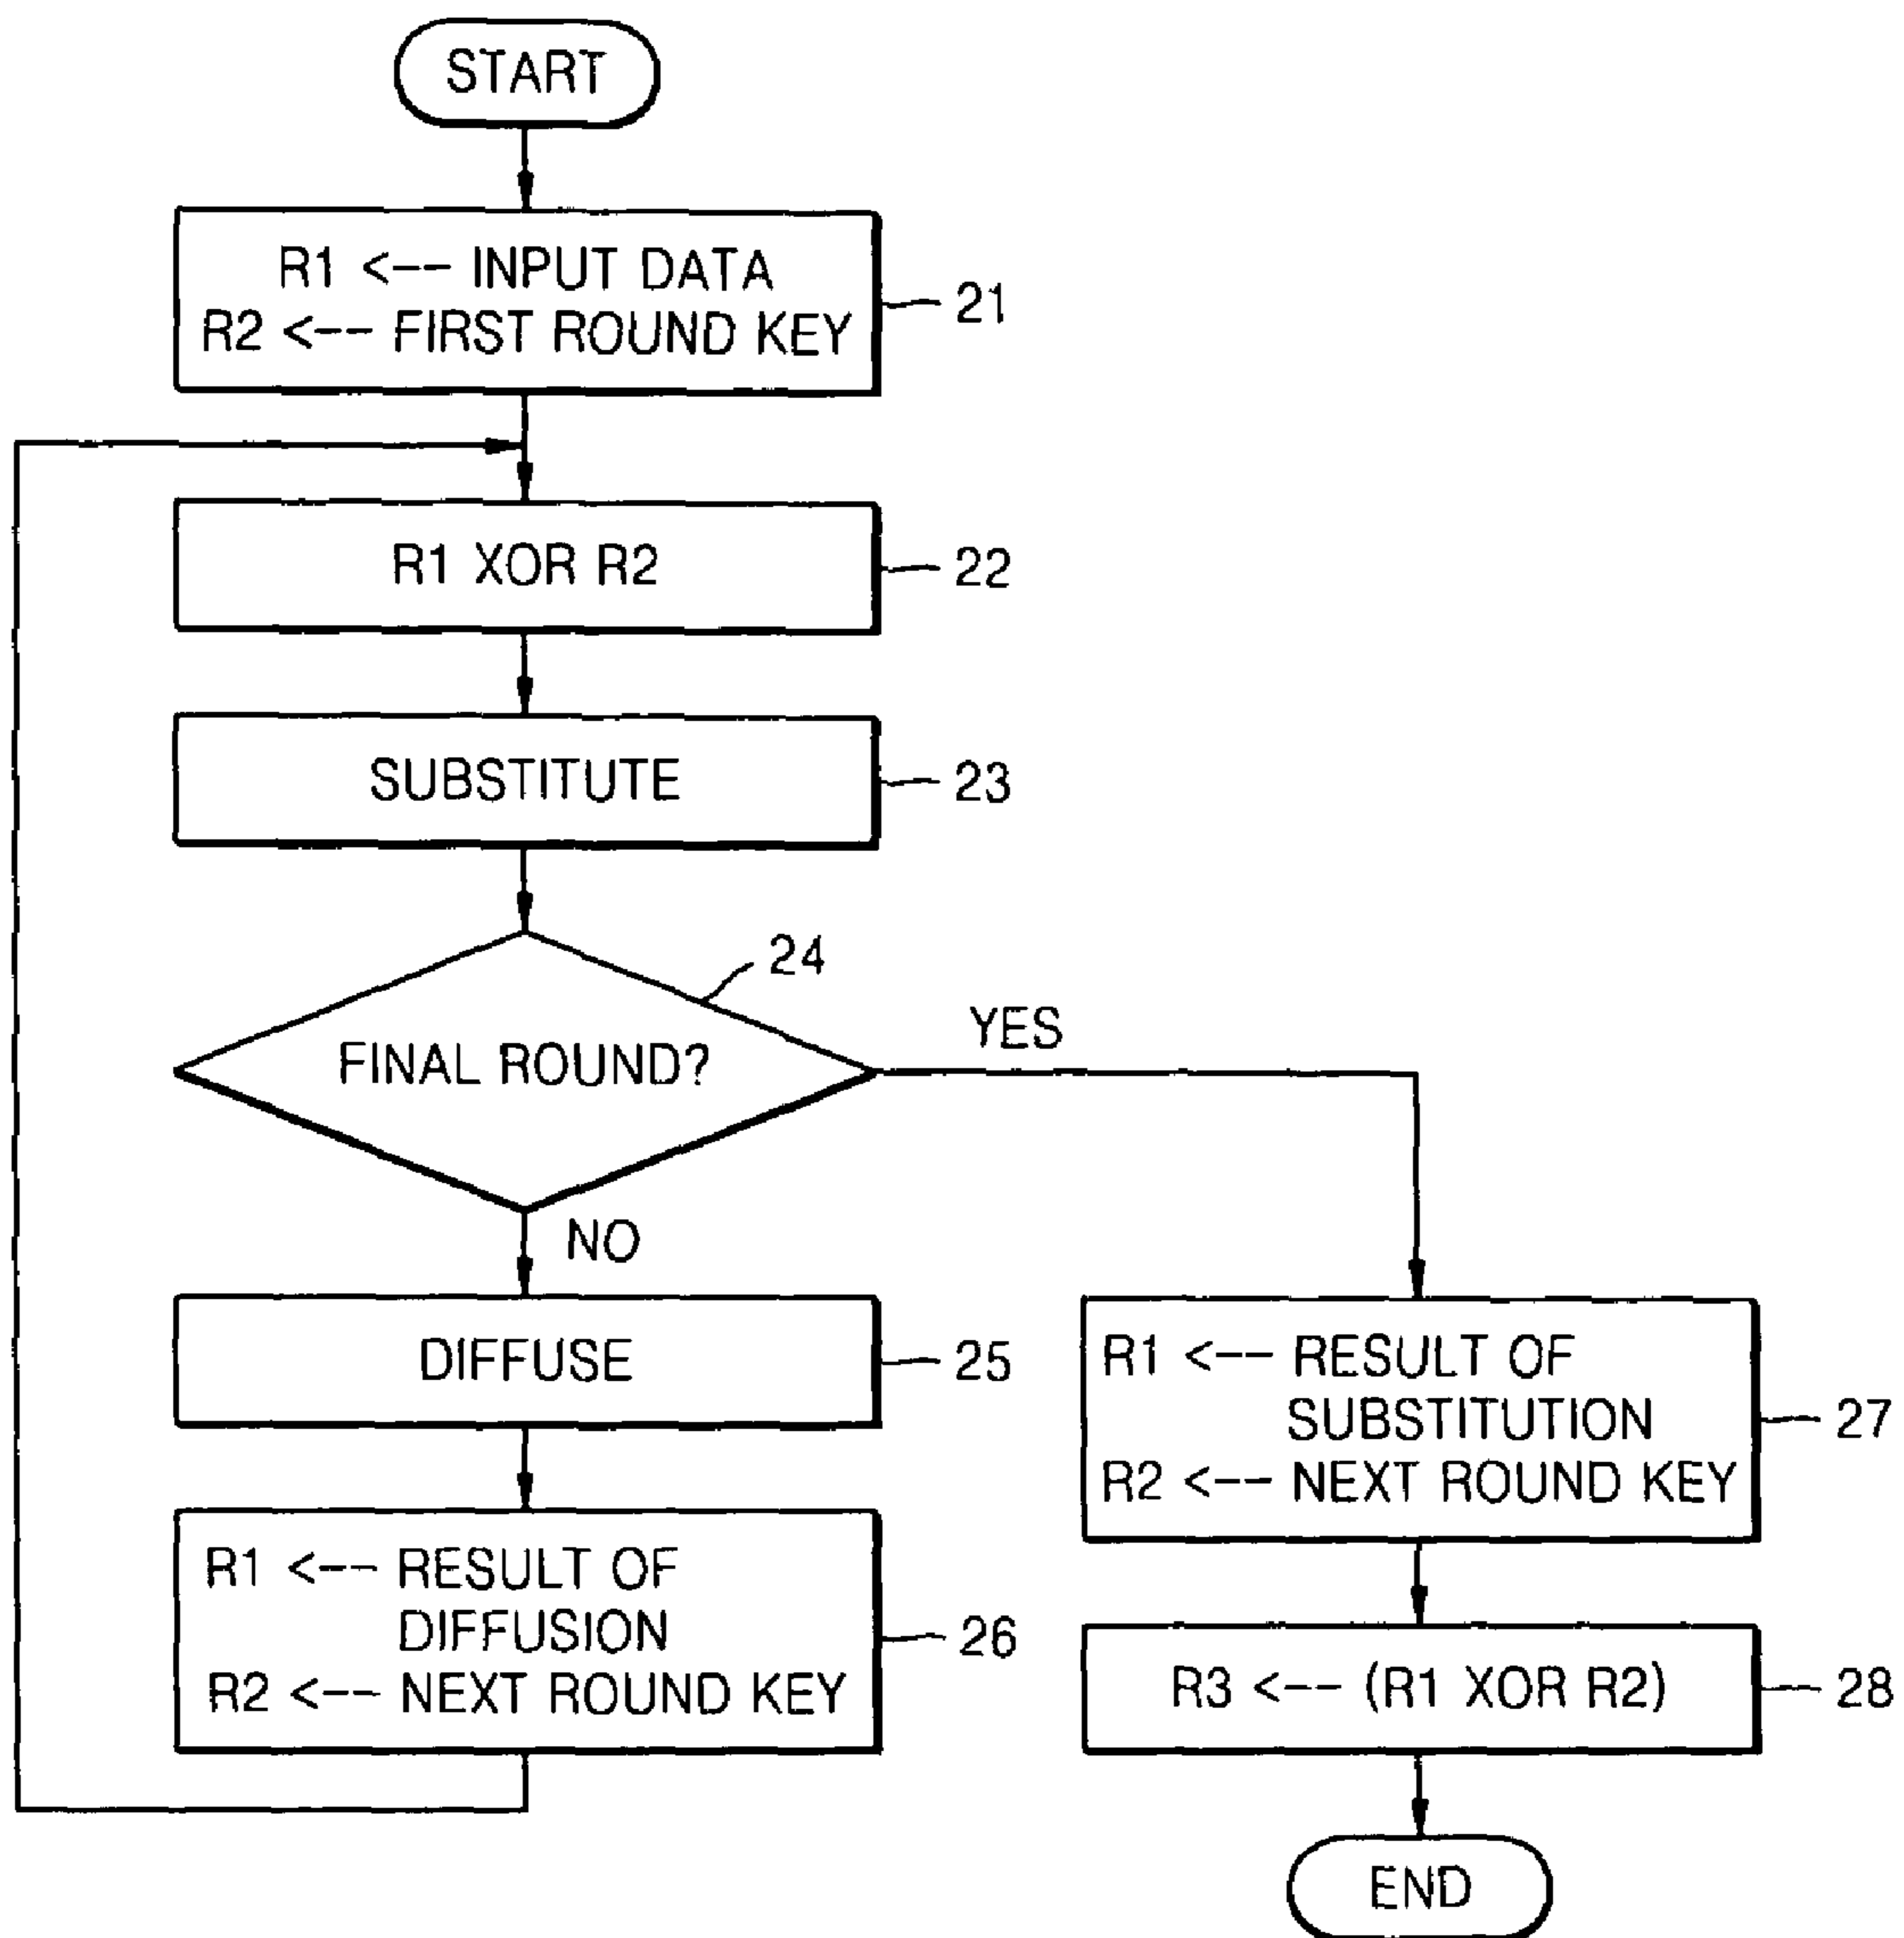 START
R1 <-- INPUT DATA
R2 <-- FIRST ROUND KEY
21
R1 XOR R2
22
SUBSTITUTE
23
24
FINAL ROUND?
YES
NO
DIFFUSE
25
R1 <-- RESULT OF
DIFFUSION
R2 <-- NEXT ROUND KEY
26
R1 <-- RESULT OF
SUBSTITUTION
R2 <-- NEXT ROUND KEY
27
R3 <-- (R1 XOR R2)
28
END